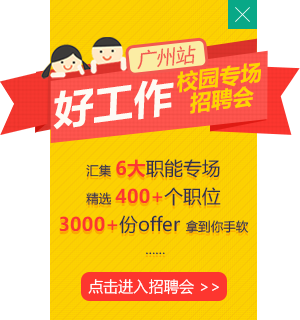 广州站
好工作
校园专场
招聘会
汇集 6大职能专场
精选 400+个职位
3000+份offer 拿到你手软
......
点击进入招聘会 >>